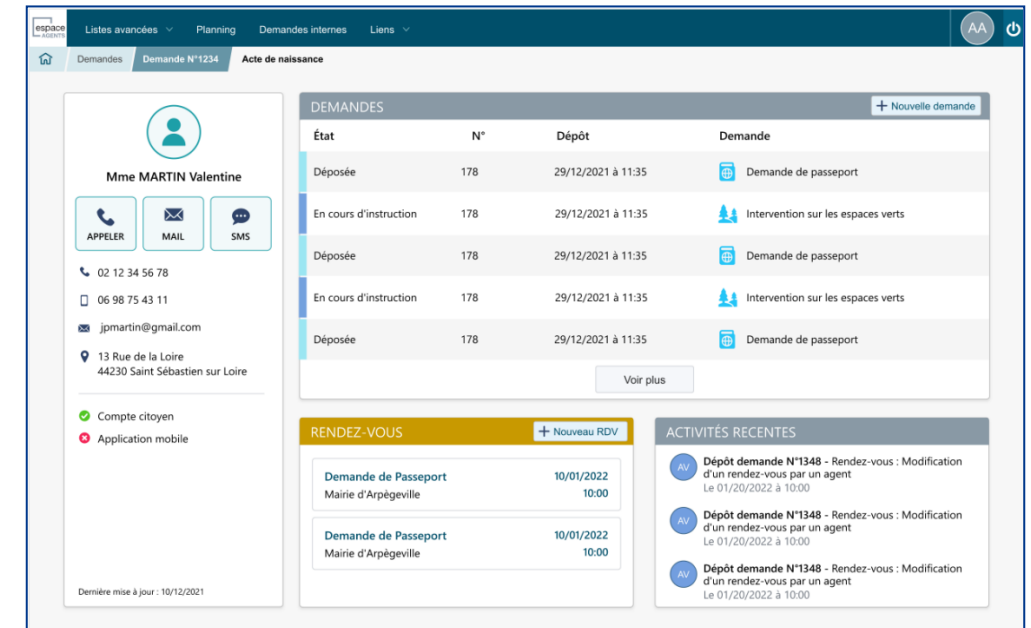 espace
AGENTS
Listes avancées
Planning
Demandes internes
Liens
AA
Demandes
Demande N°1234
Acte de naissance
Mme MARTIN Valentine
APPELER
MAIL
SMS
02 12 34 56 78
06 98 75 43 11
jpmartin@gmail.com
13 Rue de la Loire
44230 Saint Sébastien sur Loire
Compte citoyen
Application mobile
Dernière mise à jour : 10/12/2021
DEMANDES
+ Nouvelle demande
État N° Dépôt Demande
Déposée 178 29/12/2021 à 11:35 Demande de passeport
En cours d'instruction 178 29/12/2021 à 11:35 Intervention sur les espaces verts
Déposée 178 29/12/2021 à 11:35 Demande de passeport
En cours d'instruction 178 29/12/2021 à 11:35 Intervention sur les espaces verts
Déposée 178 29/12/2021 à 11:35 Demande de passeport
Voir plus
RENDEZ-VOUS
+ Nouveau RDV
Demande de Passeport 10/01/2022
Mairie d'Arpègeville 10:00
Demande de Passeport 10/01/2022
Mairie d'Arpègeville 10:00
ACTIVITÉS RECENTES
AV
Dépôt demande N°1348 - Rendez-vous : Modification
d'un rendez-vous par un agent
Le 01/20/2022 à 10:00
AV
Dépôt demande N°1348 - Rendez-vous : Modification
d'un rendez-vous par un agent
Le 01/20/2022 à 10:00
AV
Dépôt demande N°1348 - Rendez-vous : Modification
d'un rendez-vous par un agent
Le 01/20/2022 à 10:00